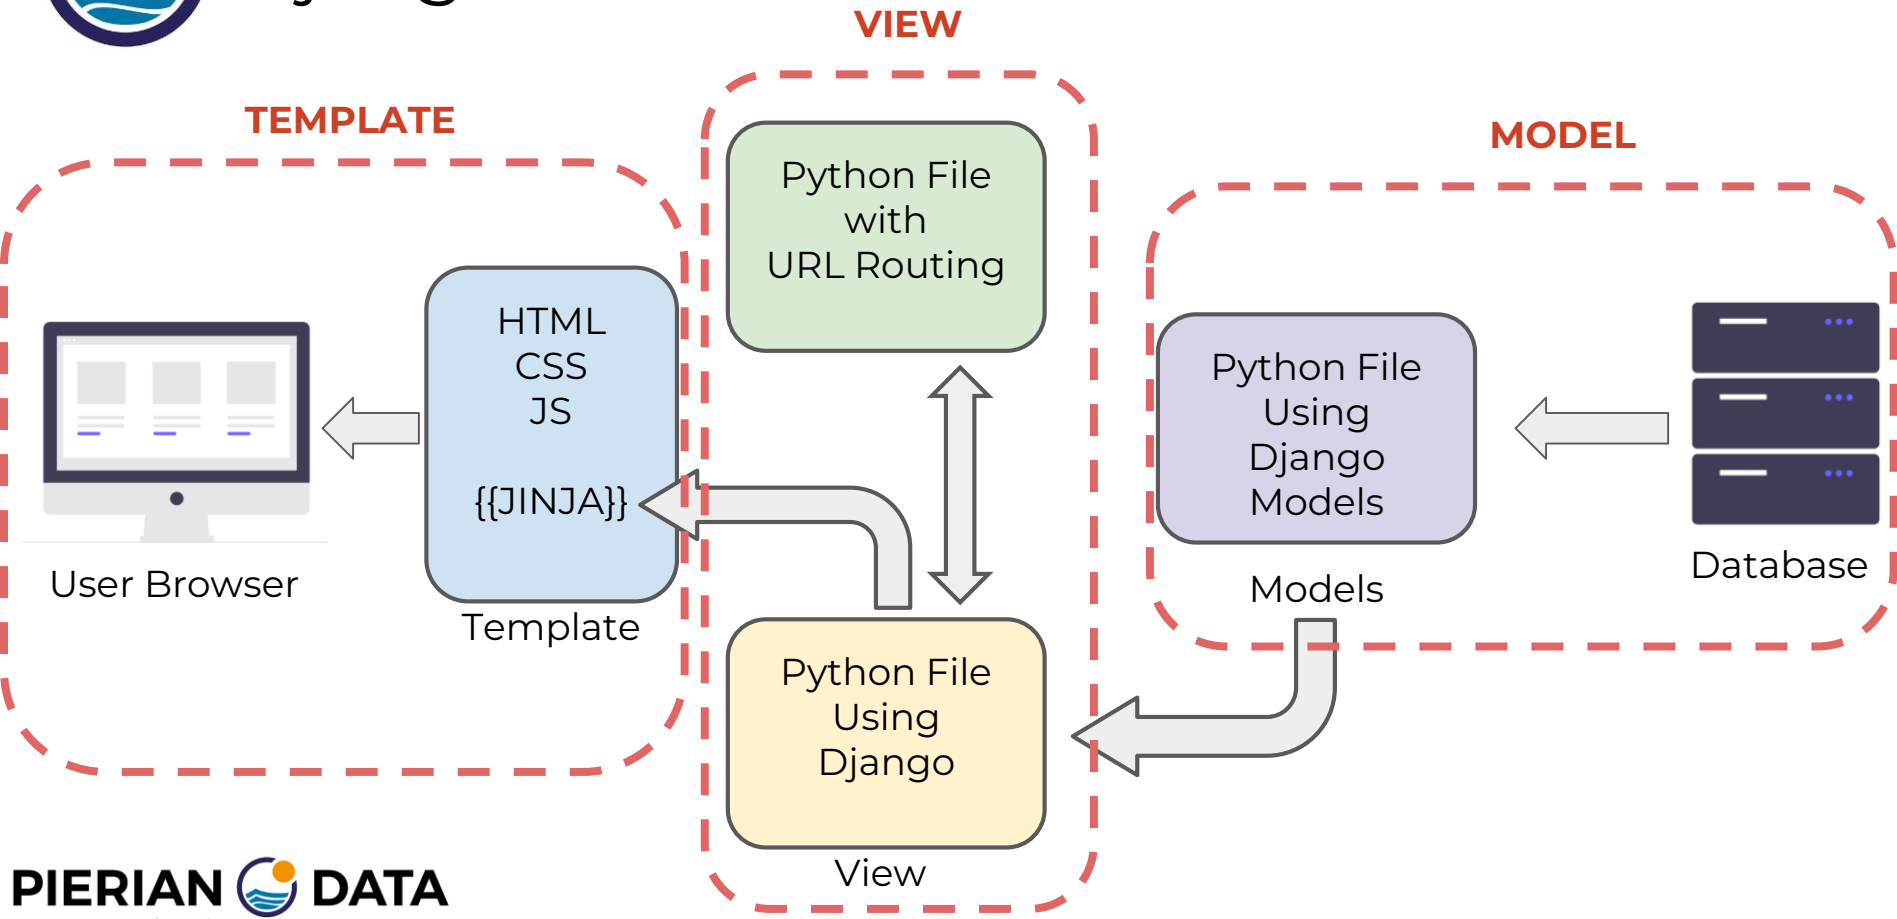 VIEW
TEMPLATE
MODEL
Python File
with
URL Routing
HTML
CSS
JS
{{JINJA}}
Python File
Using
Django
Models
User Browser
Template
Models
Database
Python File
Using
Django
View
PIERIAN DATA